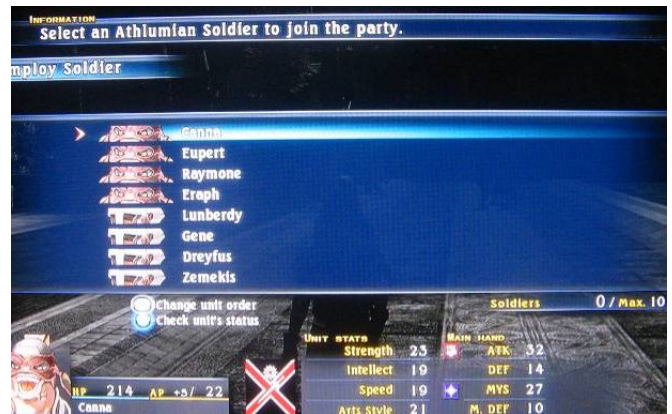 INFORMATION
Select an Athlumian Soldier to join the party.
mploy Soldier
Canna
Eupert
Raymone
Eraph
Lunberdy
Gene
Dreyfus
Zemekis
Change unit order
Check unit's status
Soldiers 0 / Max. 10
UNIT STATS MAIN HAND
Strength 23 ATK 32
Intellect 19 DEF 14
Speed 19 MYS 27
Arts Style 21 M. DEF 10
HP 214 AP +5/ 22
Canna